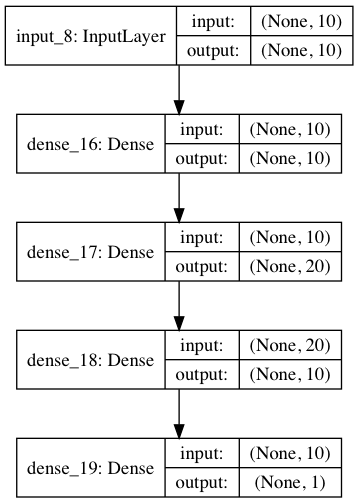 input_8: InputLayer input: (None, 10)
output: (None, 10)
dense_16: Dense input: (None, 10)
output: (None, 10)
dense_17: Dense input: (None, 10)
output: (None, 20)
dense_18: Dense input: (None, 20)
output: (None, 10)
dense_19: Dense input: (None, 10)
output: (None, 1)